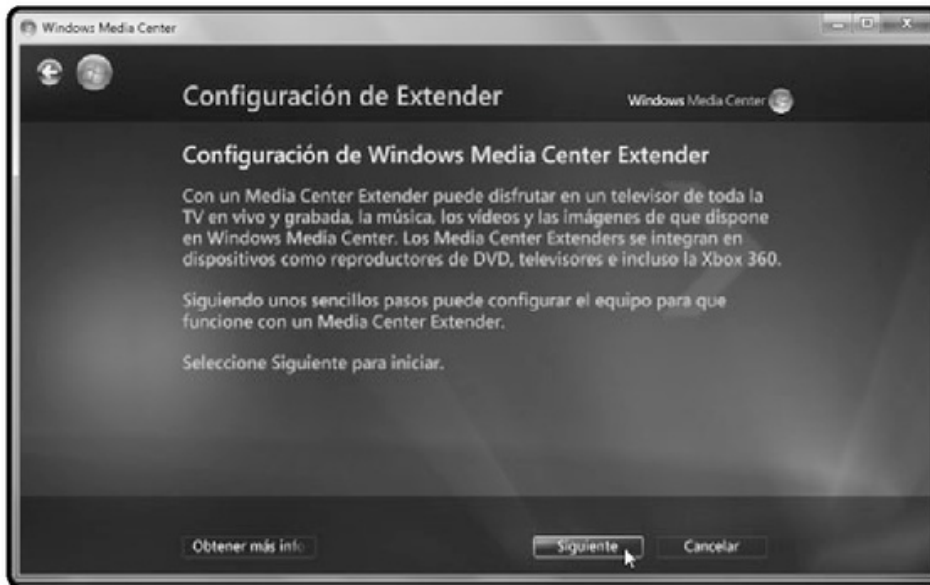 Windows Media Center
Configuración de Extender
Windows Media Center
Configuración de Windows Media Center Extender
Con un Media Center Extender puede disfrutar en un televisor de toda la
TV en vivo y grabada, la música, los vídeos y las imágenes de que dispone
en Windows Media Center. Los Media Center Extenders se integran en
dispositivos como reproductores de DVD, televisores e incluso la Xbox 360.
Siguiendo unos sencillos pasos puede configurar el equipo para que
funcione con un Media Center Extender.
Seleccione Siguiente para iniciar.
Obtener más info
Siguiente
Cancelar